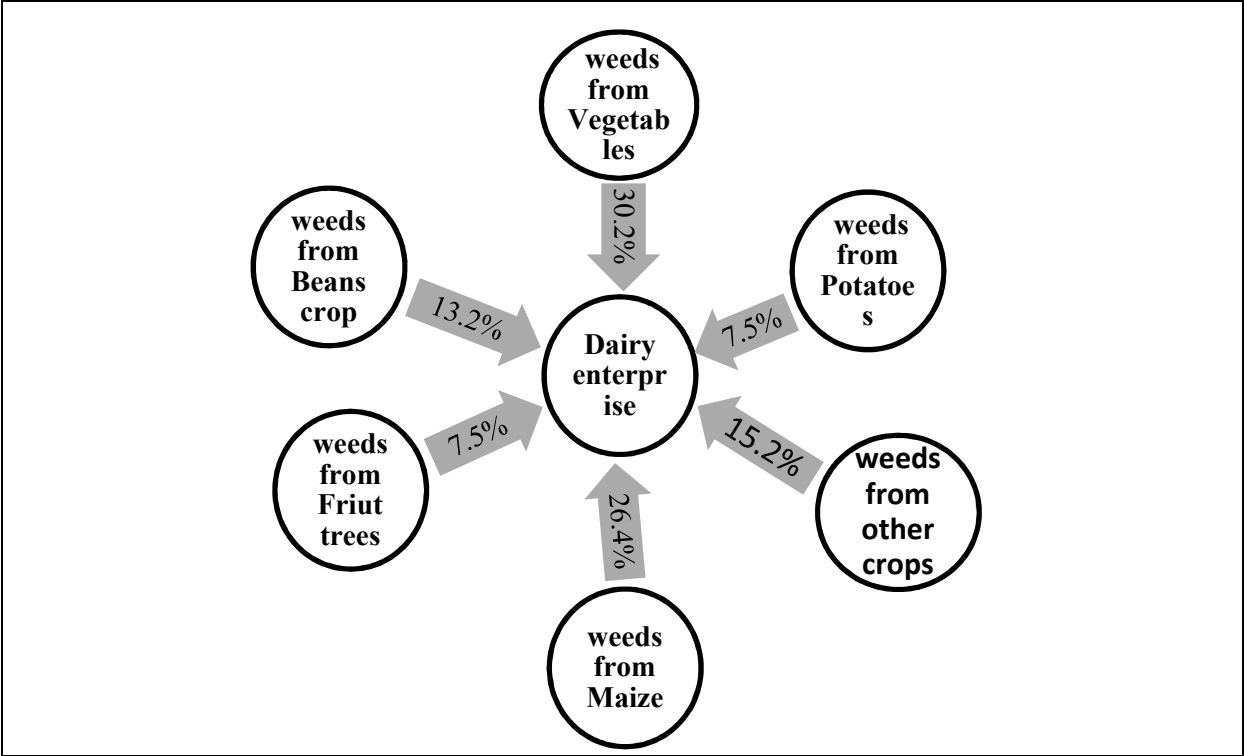 weeds
from
Vegetab
les
30.2%
weeds
from
Beans
crop
13.2%
weeds
from
Potatoe
s
7.5%
Dairy
enterpr
ise
weeds
from
Friut
trees
7.5%
15.2%
weeds
from
other
crops
26.4%
weeds
from
Maize